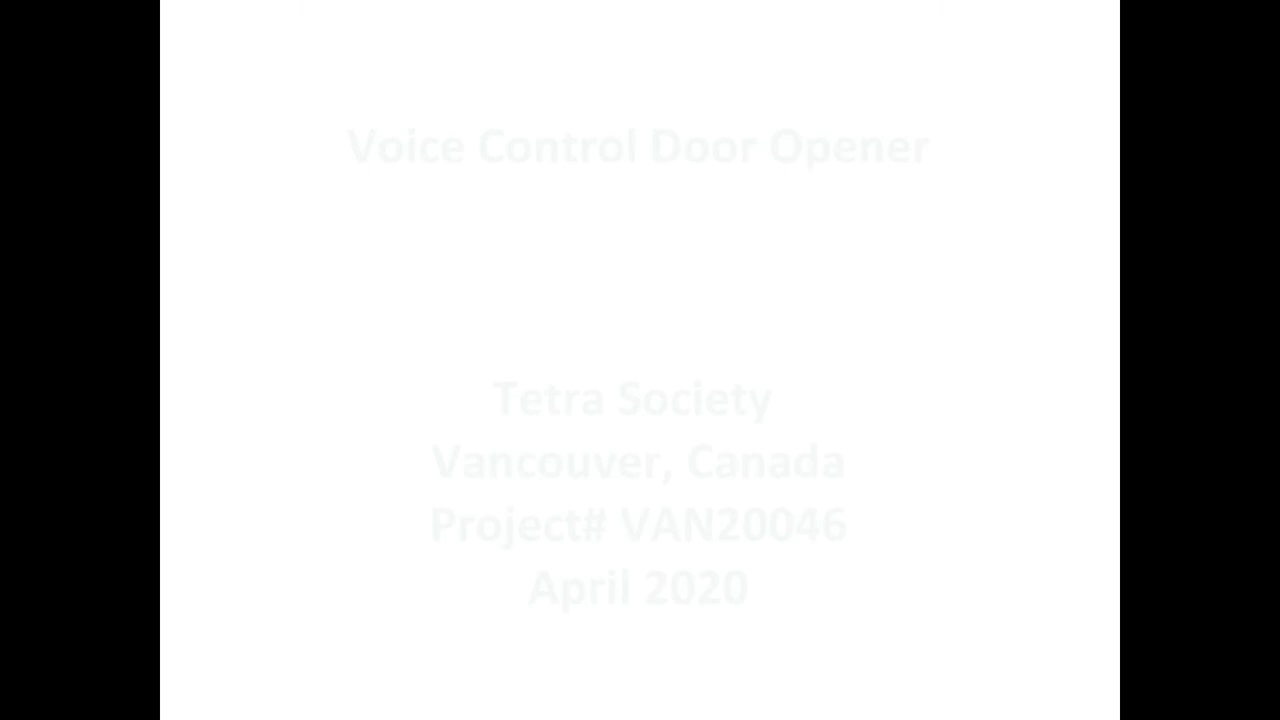 Voice Control Door Opener
Tetra Society
Vancouver, Canada
Project# VAN20046
April 2020